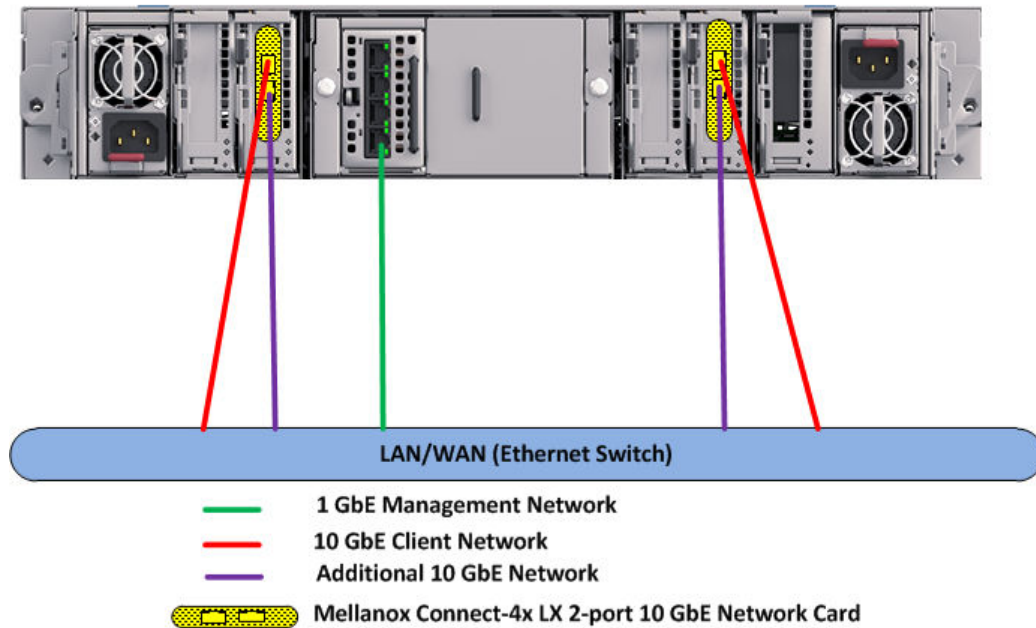 LAN/WAN (Ethernet Switch)
1 GbE Management Network
10 GbE Client Network
Additional 10 GbE Network
Mellanox Connect-4x LX 2-port 10 GbE Network Card